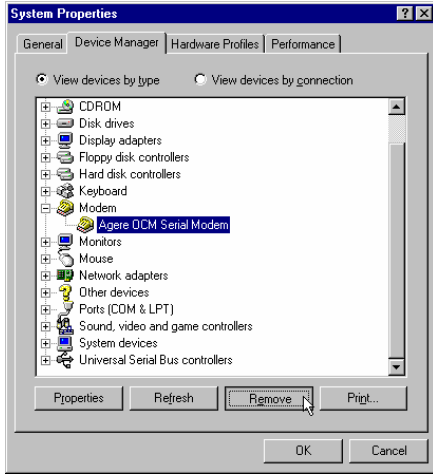 System Properties
General Device Manager Hardware Profiles Performance
View devices by type View devices by connection
CDROM
Disk drives
Display adapters
Floppy disk controllers
Hard disk controllers
Keyboard
Modem
Agere OCM Serial Modem
Monitors
Mouse
Network adapters
Other devices
Ports (COM & LPT)
Sound, video and game controllers
System devices
Universal Serial Bus controllers
Properties Refresh Remove Print...
OK Cancel